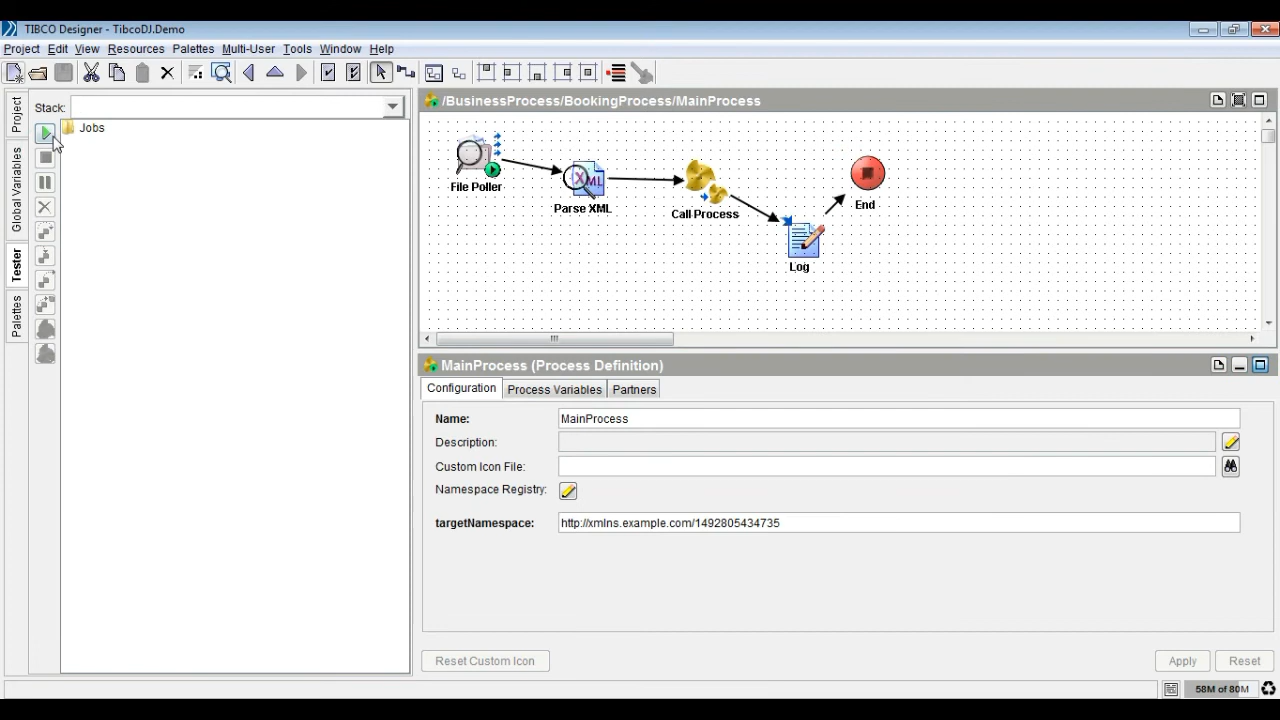 TIBCO Designer - TibcoDJ.Demo
Project Edit View Resources Palettes Multi-User Tools Window Help
Project
Global Variables
Tester
Palettes
Stack:
Jobs
/BusinessProcess/BookingProcess/MainProcess
File Poller
XML
Parse XML
Call Process
Log
End
MainProcess (Process Definition)
Configuration Process Variables Partners
Name: MainProcess
Description:
Custom Icon File:
Namespace Registry:
targetNamespace: http://xmlns.example.com/1492805434735
Reset Custom Icon Apply Reset
58M of 80M